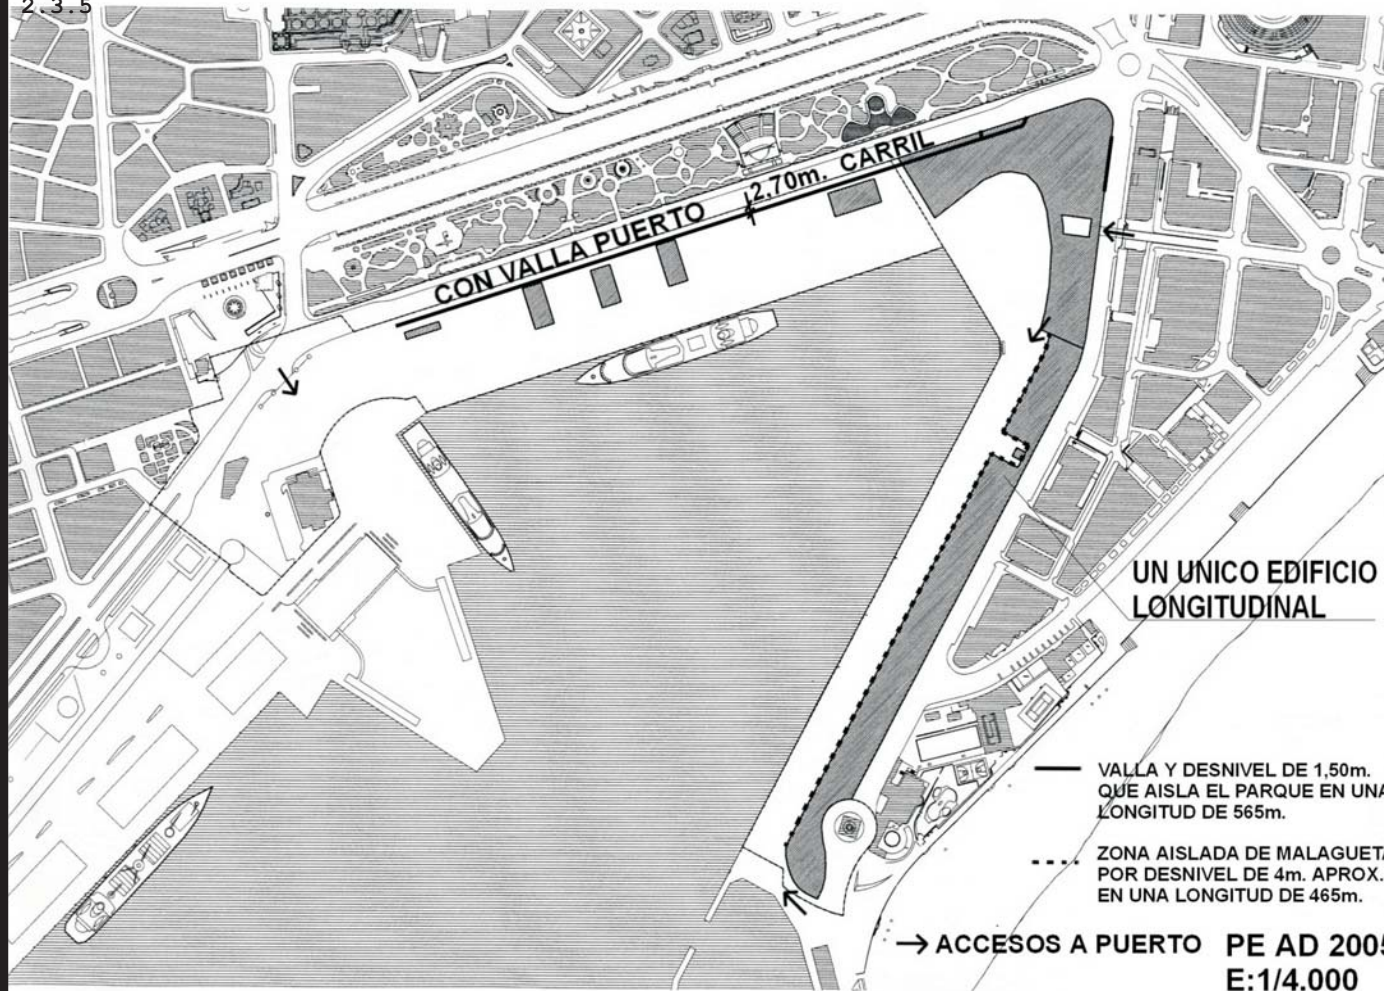 2.3.5
2,70m. CARRIL
CON VALLA PUERTO
UN UNICO EDIFICIO
LONGITUDINAL
VALLA Y DESNIVEL DE 1,50m.
QUE AISLA EL PARQUE EN UNA
LONGITUD DE 565m.
ZONA AISLADA DE MALAGUETA
POR DESNIVEL DE 4m. APROX.
EN UNA LONGITUD DE 465m.
ACCESOS A PUERTO
PE AD 2005
E:1/4.000